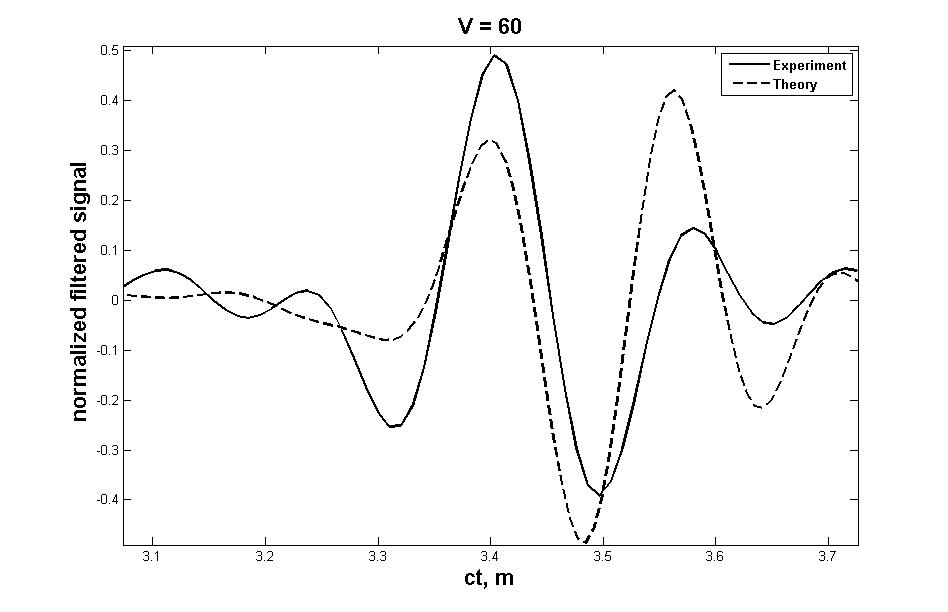 V = 60
Experiment
Theory
normalized filtered signal
0.5
0.4
0.3
0.2
0.1
0
-0.1
-0.2
-0.3
-0.4
3.1 3.2 3.3 3.4 3.5 3.6 3.7
ct, m